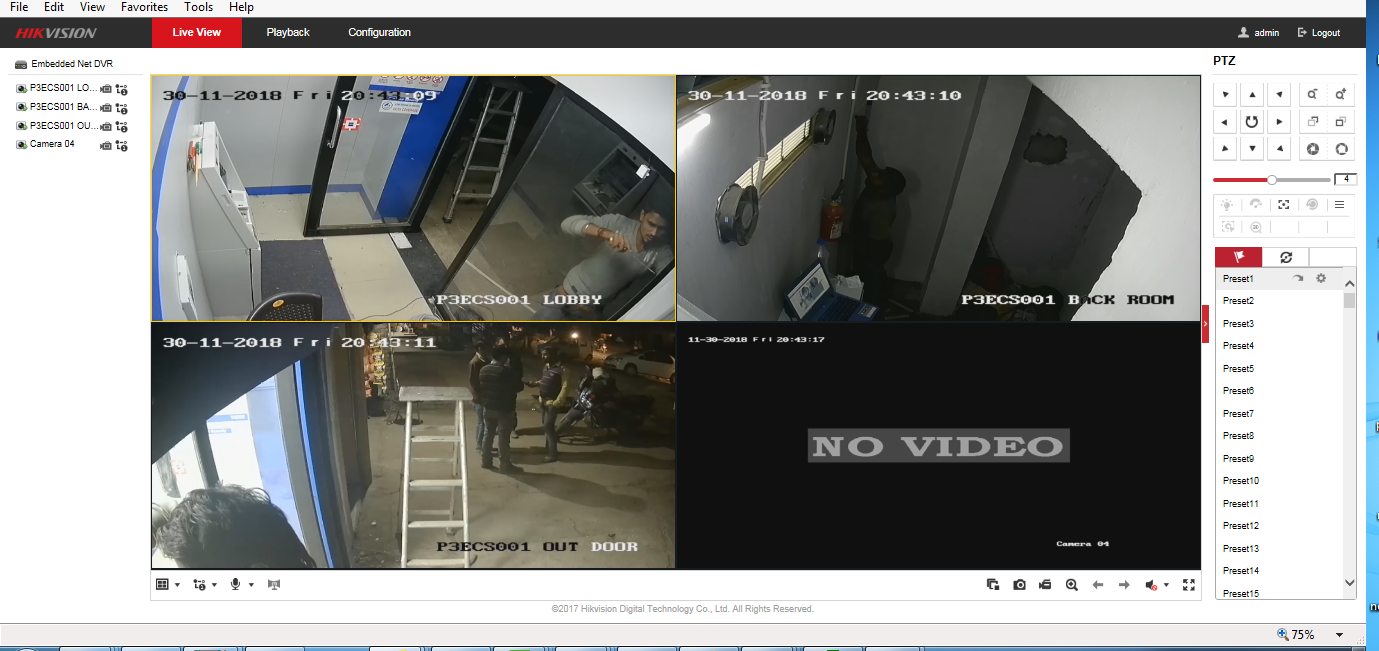 File Edit View Favorites Tools Help
HIKVISION Live View Playback Configuration admin Logout
Embedded Net DVR
P3ECS001 LO...
P3ECS001 BA...
P3ECS001 OU...
Camera 04
30-11-2018 Fri 20:43:09
P3ECS001 LOBBY
30-11-2018 Fri 20:43:10
P3ECS001 BACK ROOM
30-11-2018 Fri 20:43:11
P3ECS001 OUT DOOR
11-30-2018 Fri 20:43:17
NO VIDEO
Camera 04
PTZ
4
3D
Preset1
Preset2
Preset3
Preset4
Preset5
Preset6
Preset7
Preset8
Preset9
Preset10
Preset11
Preset12
Preset13
Preset14
Preset15
©2017 Hikvision Digital Technology Co., Ltd. All Rights Reserved.
75%